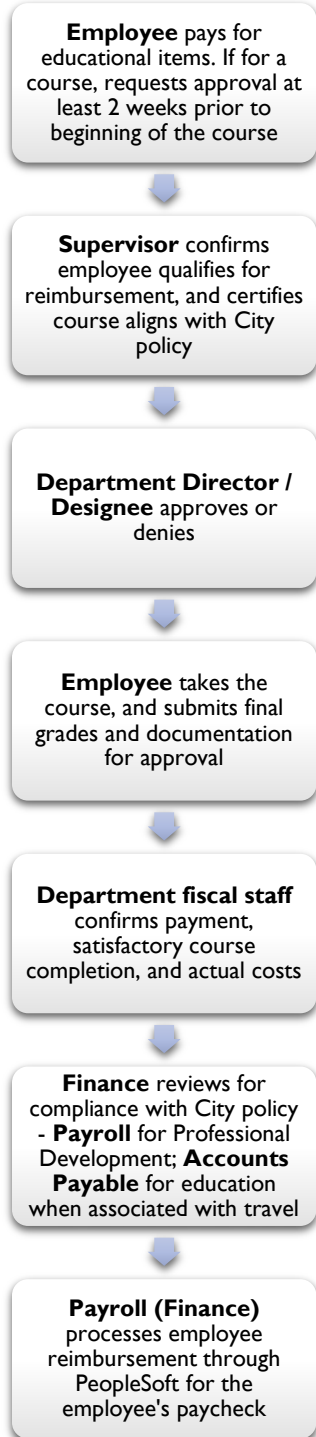 Employee pays for
educational items. If for a
course, requests approval at
least 2 weeks prior to
beginning of the course
Supervisor confirms
employee qualifies for
reimbursement, and certifies
course aligns with City
policy
Department Director /
Designee approves or
denies
Employee takes the
course, and submits final
grades and documentation
for approval
Department fiscal staff
confirms payment,
satisfactory course
completion, and actual costs
Finance reviews for
compliance with City policy
- Payroll for Professional
Development; Accounts
Payable for education
when associated with travel
Payroll (Finance)
processes employee
reimbursement through
PeopleSoft for the
employee's paycheck